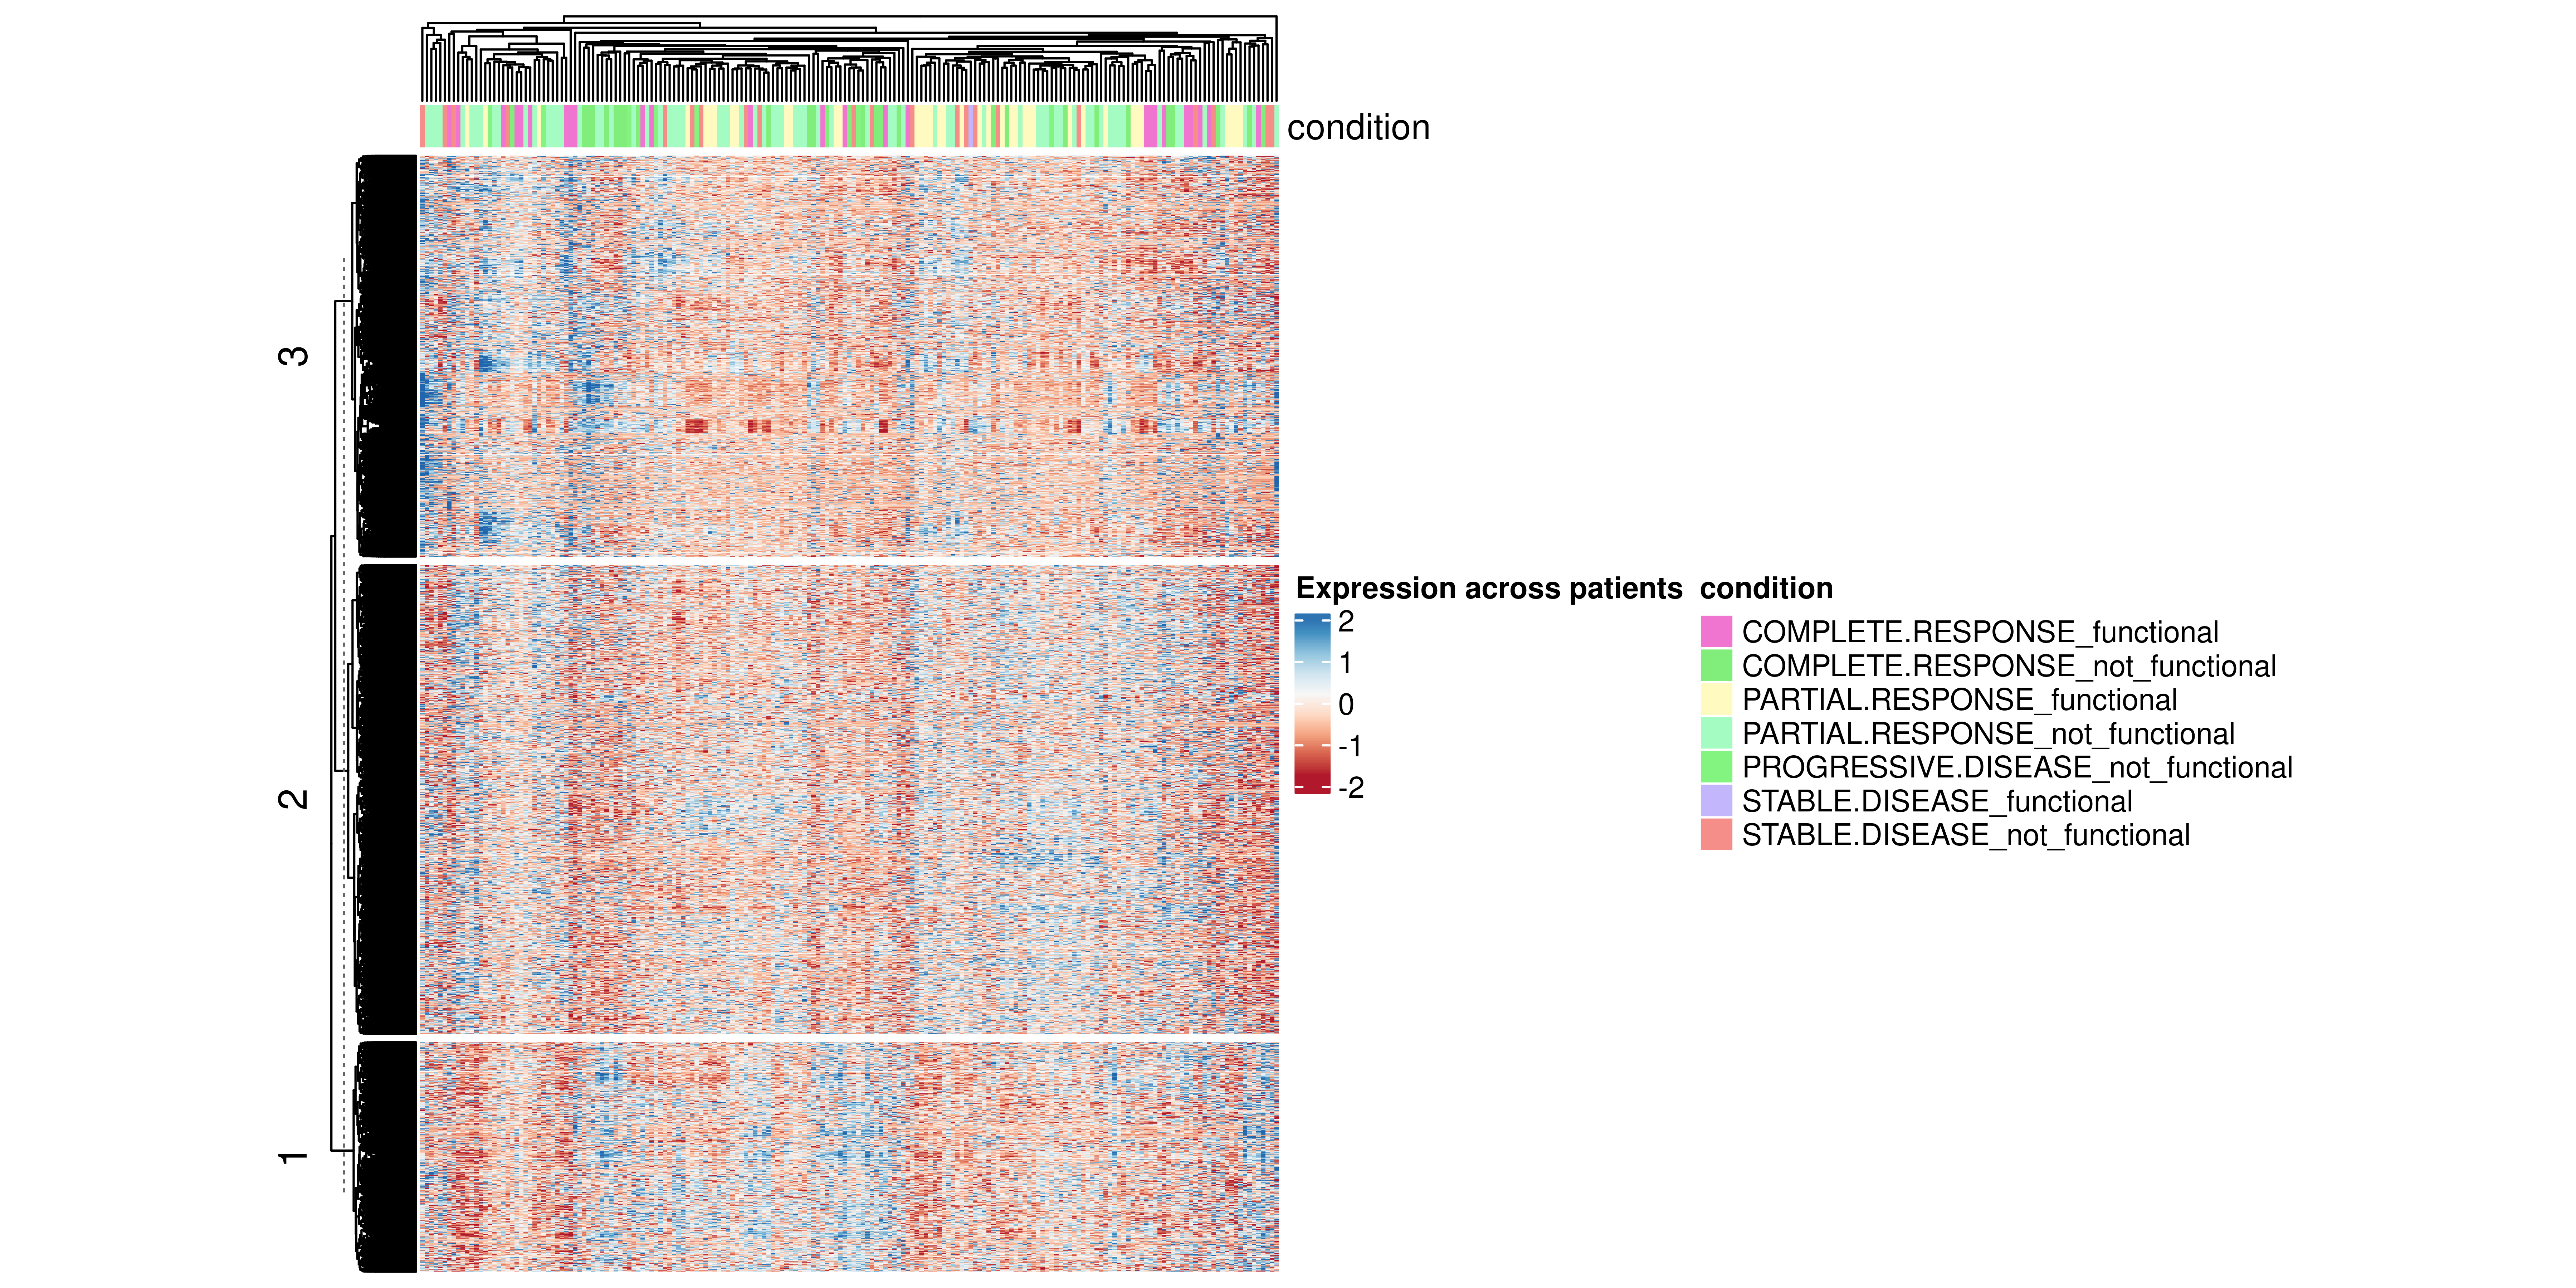 condition
3
2
1
Expression across patients
2
1
0
-1
-2
condition
COMPLETE.RESPONSE_functional
COMPLETE.RESPONSE_not_functional
PARTIAL.RESPONSE_functional
PARTIAL.RESPONSE_not_functional
PROGRESSIVE.DISEASE_not_functional
STABLE.DISEASE_functional
STABLE.DISEASE_not_functional